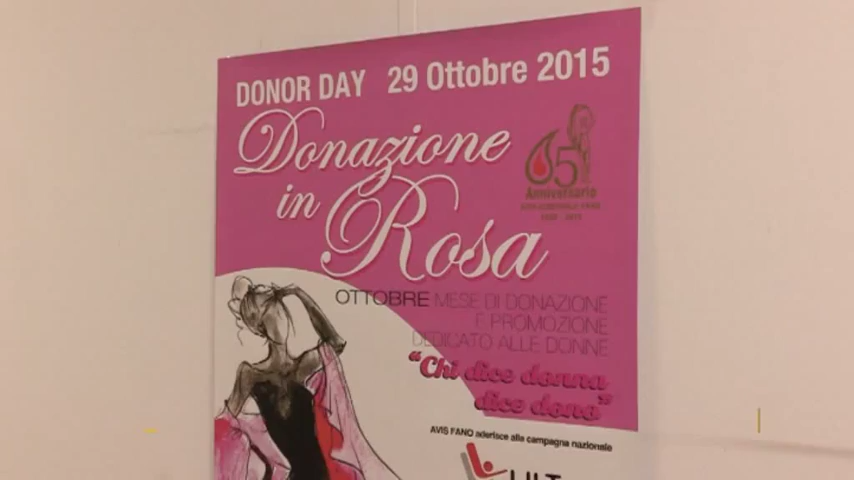 DONOR DAY 29 Ottobre 2015
Donazione
in
Rosa
65
Anniversario
OTTOBRE MESE DI DONAZIONE
E PROMOZIONE
DEDICATO ALLE DONNE
"Chi dice donna
dice dono"
AVIS FANO aderisce alla campagna nazionale